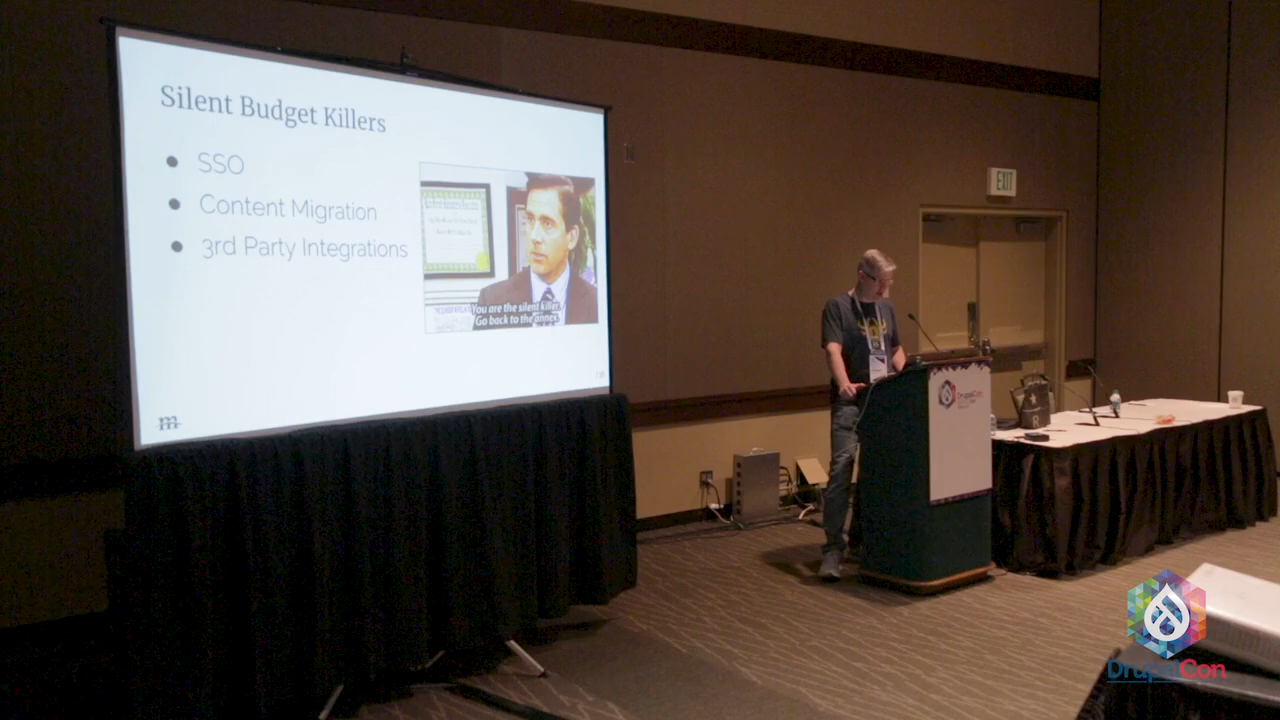 Silent Budget Killers
SSO
Content Migration
3rd Party Integrations
You are the silent killer.
Go back to the annex.
m
EXIT
DrupalCon
DrupalCon